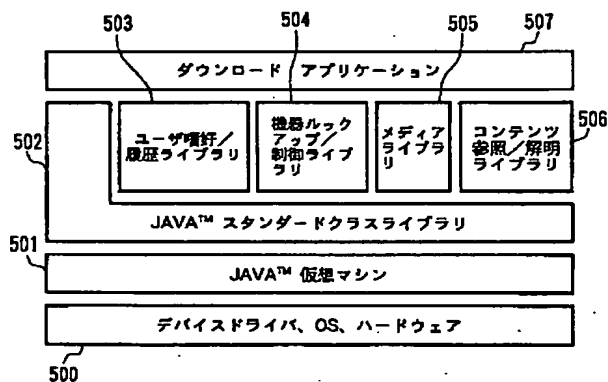 503
504
505
507
ダウンロード アプリケーション
502
ユーザ嗜好／
履歴ライブラリ
機器ルック
アップ／
制御ライブ
ラリ
メディア
ライブ
ラリ
コンテンツ
参照／解明
ライブラリ
506
JAVA™ スタンダードクラスライブラリ
501
JAVA™ 仮想マシン
デバイスドライバ、OS、ハードウェア
500